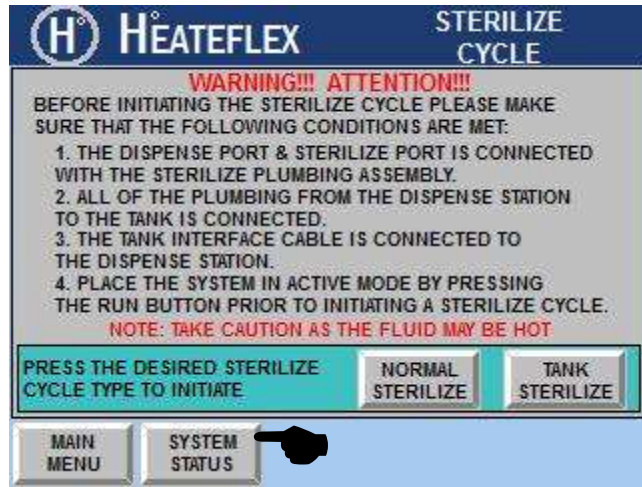 H° HEATEFLEX STERILIZE
CYCLE
WARNING!!! ATTENTION!!!
BEFORE INITIATING THE STERILIZE CYCLE PLEASE MAKE
SURE THAT THE FOLLOWING CONDITIONS ARE MET:
1. THE DISPENSE PORT & STERILIZE PORT IS CONNECTED
WITH THE STERILE PLUMBING ASSEMBLY.
2. ALL OF THE PLUMBING FROM THE DISPENSE STATION
TO THE TANK IS CONNECTED.
3. THE TANK INTERFACE CABLE IS CONNECTED TO
THE DISPENSE STATION.
4. PLACE THE SYSTEM IN ACTIVE MODE BY PRESSING
THE RUN BUTTON PRIOR TO INITIATING A STERILIZE CYCLE.
NOTE: TAKE CAUTION AS THE FLUID MAY BE HOT
PRESS THE DESIRED STERILIZE
CYCLE TYPE TO INITIATE
NORMAL
STERILIZE
TANK
STERILIZE
MAIN
MENU
SYSTEM
STATUS